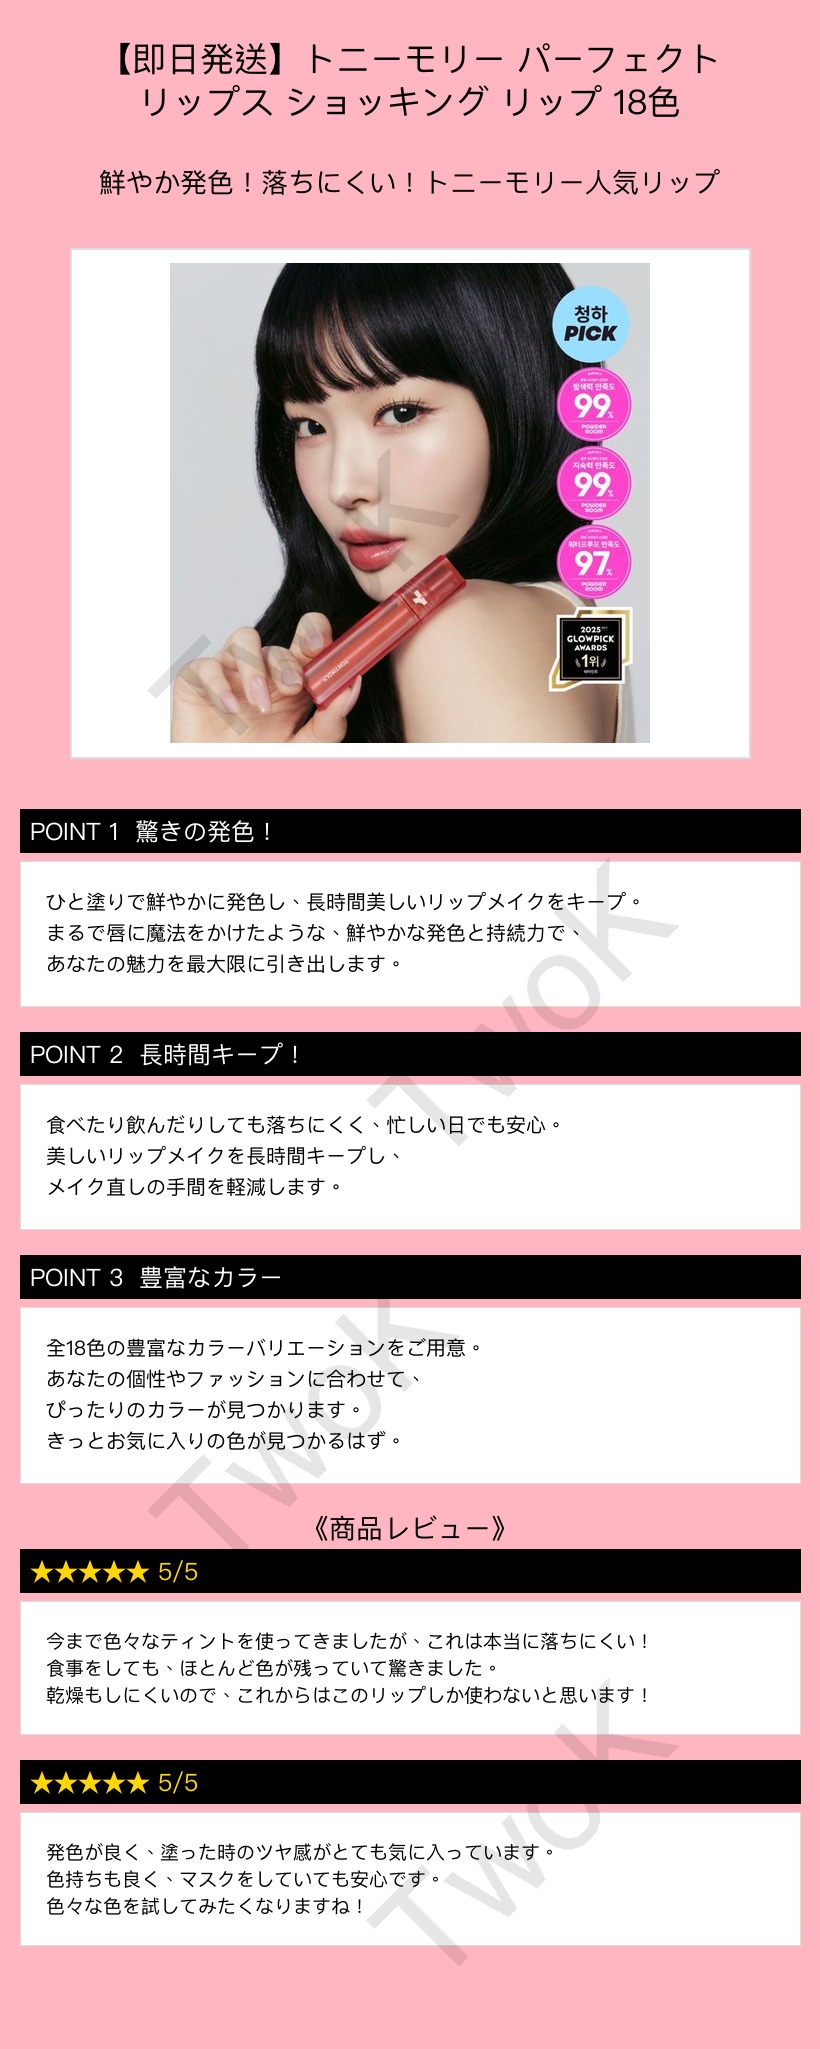 【即日発送】トニーモリー パーフェクト
リップス ショッキング リップ 18色
鮮やか発色！落ちにくい！トニーモリー人気リップ
청하
PICK
발색력 만족도
99%
POWDER
ROOM
지속력 만족도
99%
POWDER
ROOM
워터프루프 만족도
97%
POWDER
ROOM
2025
GLOWPICK
AWARDS
1위
TONYMOLY
TwoK
POINT 1 驚きの発色！
ひと塗りで鮮やかに発色し、長時間美しいリップメイクをキープ。
まるで唇に魔法をかけたような、鮮やかな発色と持続力で、
あなたの魅力を最大限に引き出します。
TwoK
POINT 2 長時間キープ！
食べたり飲んだりしても落ちにくく、忙しい日でも安心。
美しいリップメイクを長時間キープし、
メイク直しの手間を軽減します。
POINT 3 豊富なカラー
全18色の豊富なカラーバリエーションをご用意。
あなたの個性やファッションに合わせて、
ぴったりのカラーが見つかります。
きっとお気に入りの色が見つかるはず。
TwoK
《商品レビュー》
★★★★★ 5/5
今まで色々なティントを使ってきましたが、これは本当に落ちにくい！
食事をしても、ほとんど色が残っていて驚きました。
乾燥もしにくいので、これからはこのリップしか使わないと思います！
★★★★★ 5/5
発色が良く、塗った時のツヤ感がとても気に入っています。
色持ちも良く、マスクをしていても安心です。
色々な色を試してみたくなりますね！
TwoK